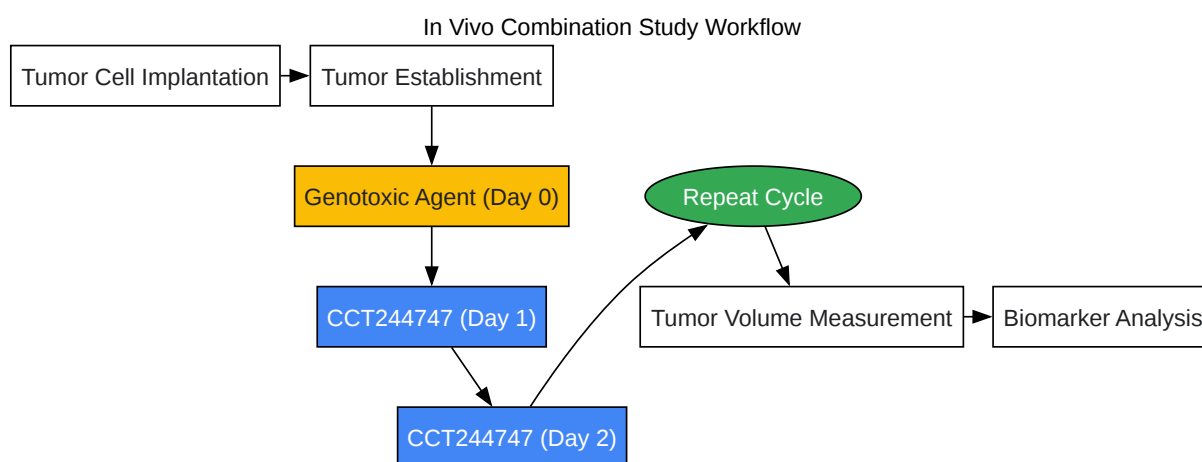 In Vivo Combination Study Workflow
Tumor Cell Implantation
Tumor Establishment
Genotoxic Agent (Day 0)
Repeat Cycle
CCT244747 (Day 1)
Tumor Volume Measurement
Biomarker Analysis
CCT244747 (Day 2)